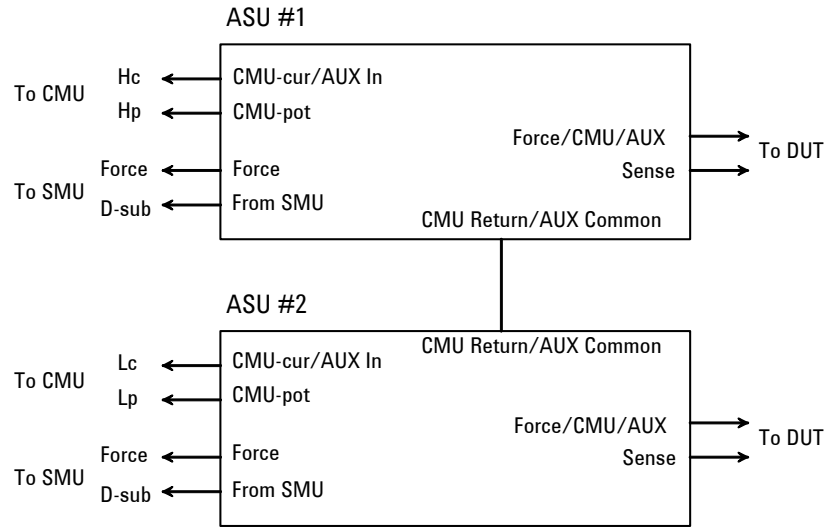 ASU #1
To CMU
Hc
CMU-cur/AUX In
Hp
CMU-pot
Force/CMU/AUX
To DUT
To SMU
Force
Force
Sense
D-sub
From SMU
CMU Return/AUX Common
ASU #2
CMU Return/AUX Common
To CMU
Lc
CMU-cur/AUX In
Lp
CMU-pot
Force/CMU/AUX
To DUT
To SMU
Force
Force
Sense
D-sub
From SMU